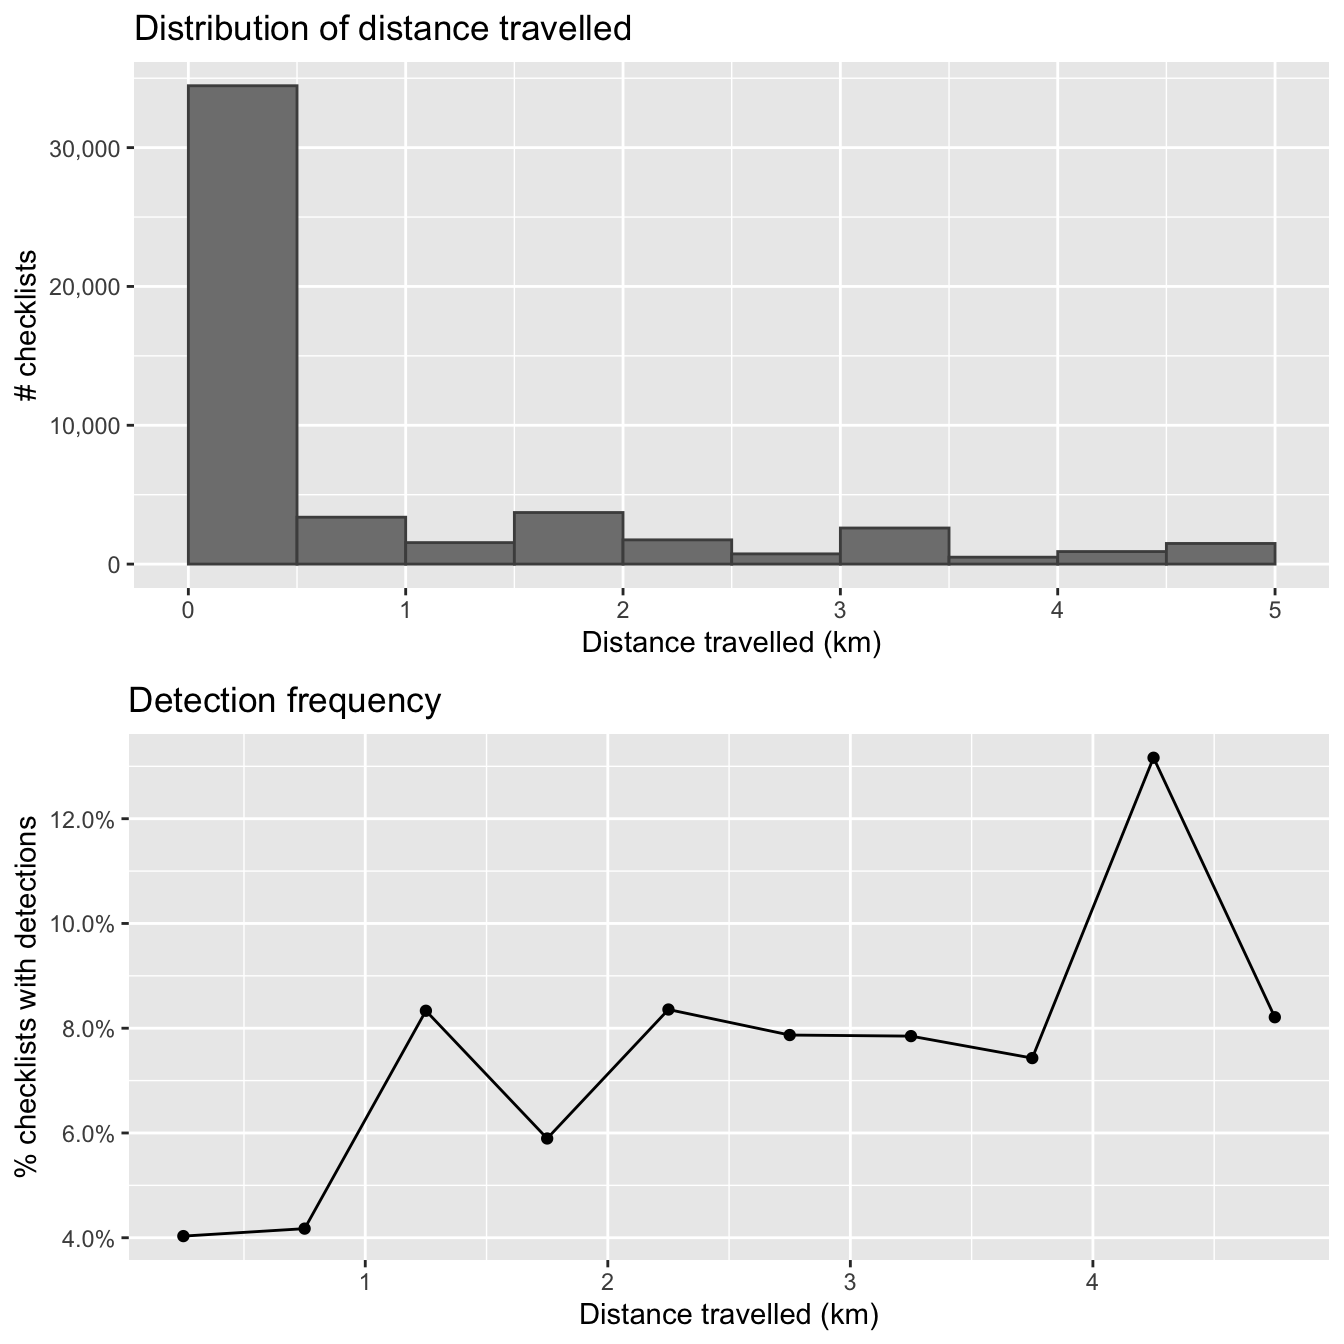 Distribution of distance travelled
# checklists
30,000
20,000
10,000
0
0 1 2 3 4 5
Distance travelled (km)
Detection frequency
% checklists with detections
12.0%
10.0%
8.0%
6.0%
4.0%
1 2 3 4
Distance travelled (km)